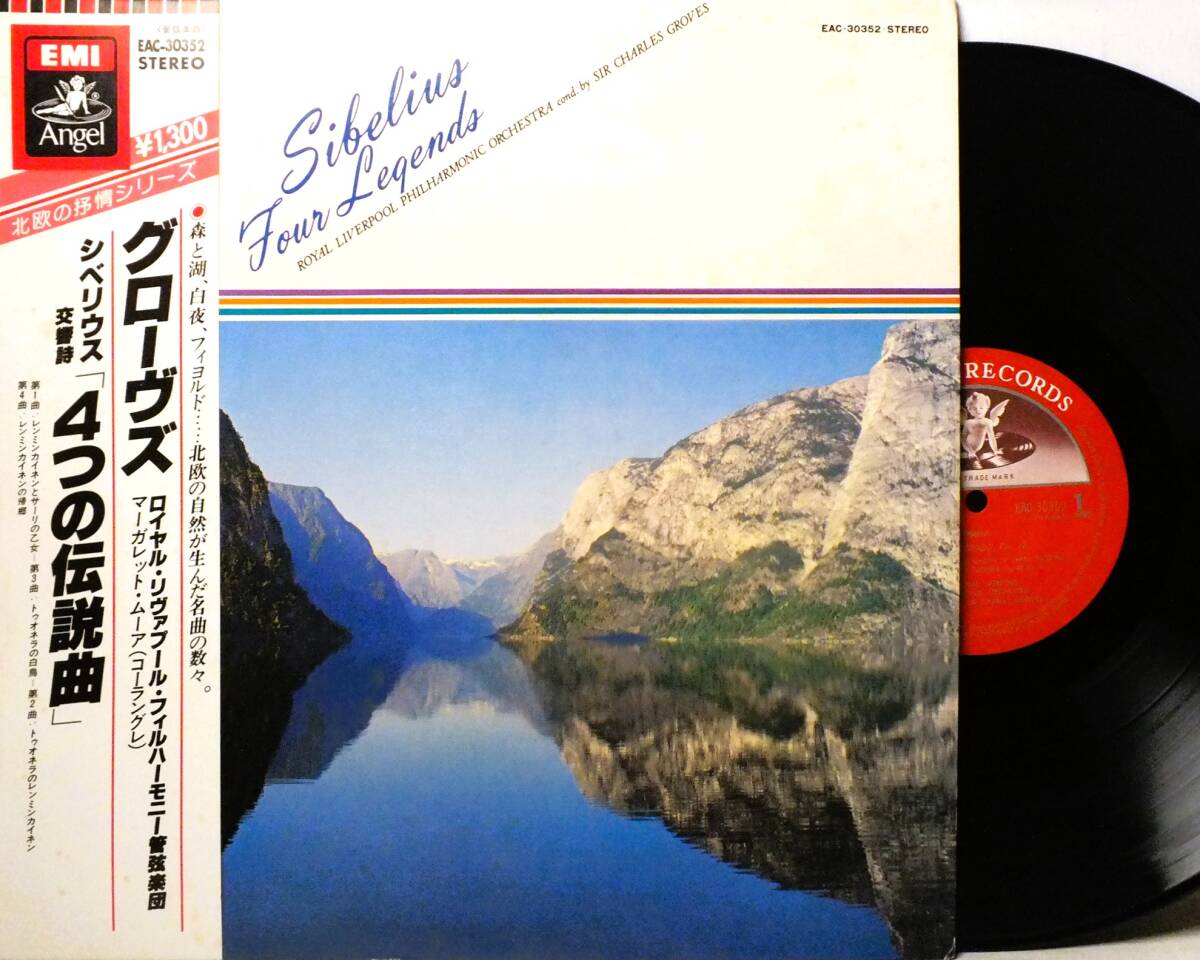 EMI
Angel
EAC-30352
STEREO
¥1,300
北欧の抒情シリーズ
●森と湖、白夜、フィヨルド……北欧の自然が生んだ名曲の数々。
グローヴズ
ロイヤル・リヴァプール・フィルハーモニー管弦楽団
マーガレット・ムーア(コーラングレ)
シベリウス
交響詩
「4つの伝説曲」
第1曲:レンミンカイネンとサーリの乙女—第3曲:トゥオネラの白鳥—第2曲:トゥオネラのレンミンカイネン
第4曲:レンミンカイネンの帰郷
EAC-30352 STEREO
Sibelius
Four Legends
ROYAL LIVERPOOL PHILHARMONIC ORCHESTRA cond. by SIR CHARLES GROVES
RECORDS
TRADE MARK
EAC-30352
1